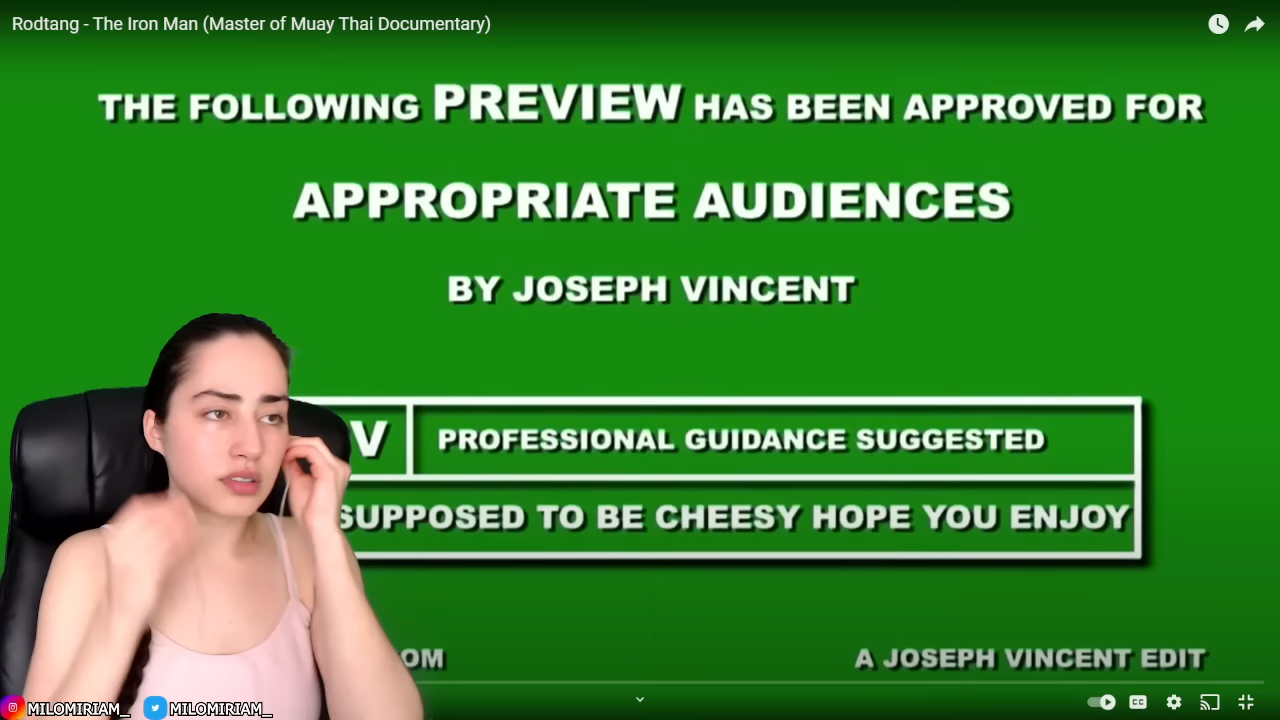 Rodtang - The Iron Man (Master of Muay Thai Documentary)
THE FOLLOWING PREVIEW HAS BEEN APPROVED FOR
APPROPRIATE AUDIENCES
BY JOSEPH VINCENT
V PROFESSIONAL GUIDANCE SUGGESTED
SUPPOSED TO BE CHEESY HOPE YOU ENJOY
OM A JOSEPH VINCENT EDIT
MILOMIRIAM_ MILOMIRIAM_
CC